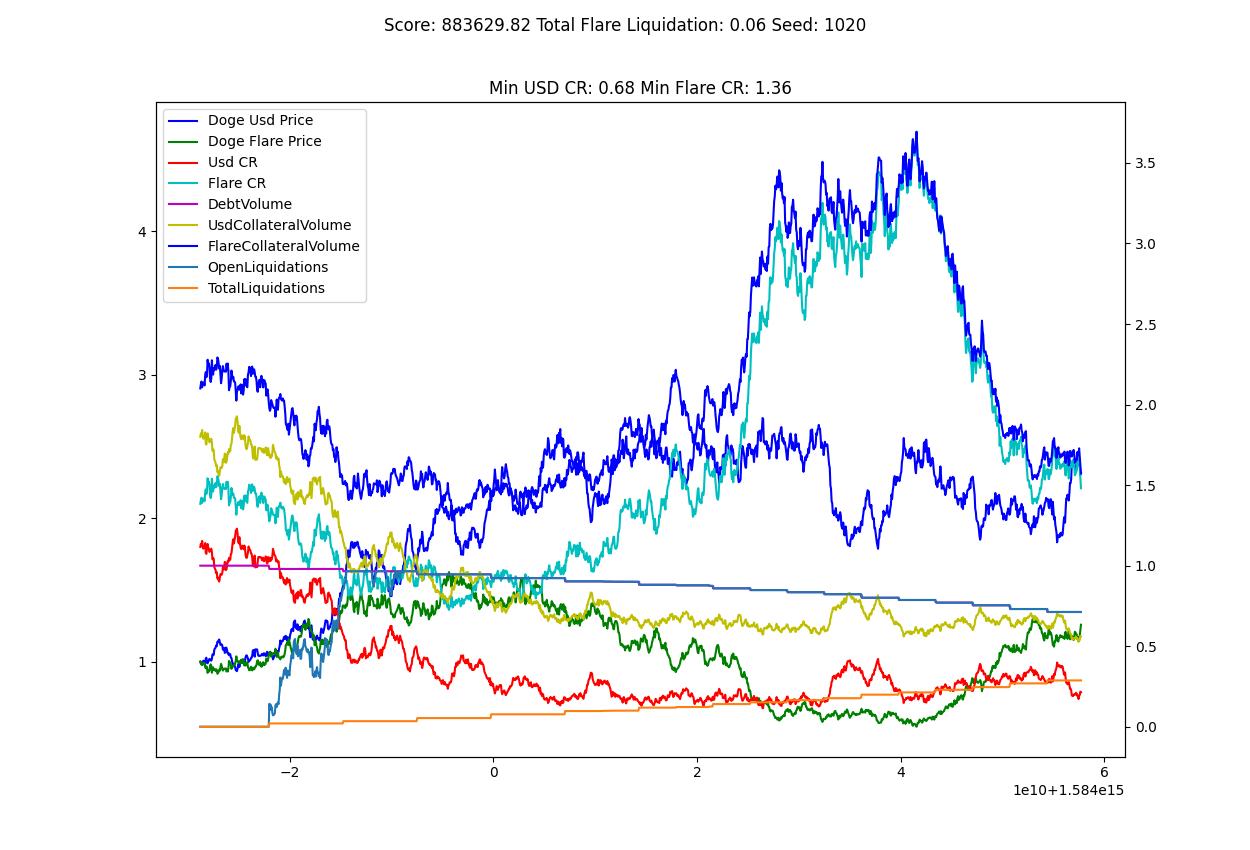 Score: 883629.82 Total Flare Liquidation: 0.06 Seed: 1020
Min USD CR: 0.68 Min Flare CR: 1.36
Doge Usd Price
Doge Flare Price
Usd CR
Flare CR
DebtVolume
UsdCollateralVolume
FlareCollateralVolume
OpenLiquidations
TotalLiquidations
4
3
2
1
3.5
3.0
2.5
2.0
1.5
1.0
0.5
0.0
−2 0 2 4 6
1e10+1.584e15